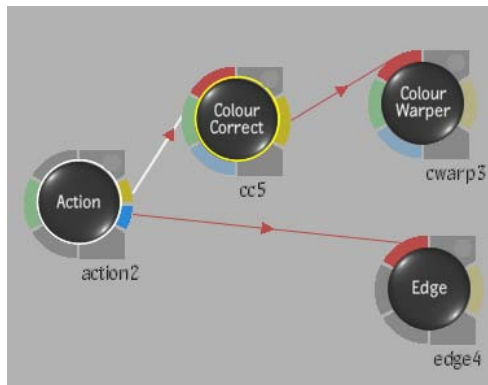 Colour
Correct
cc5
Colour
Warper
cwarp3
Action
action2
Edge
edge4